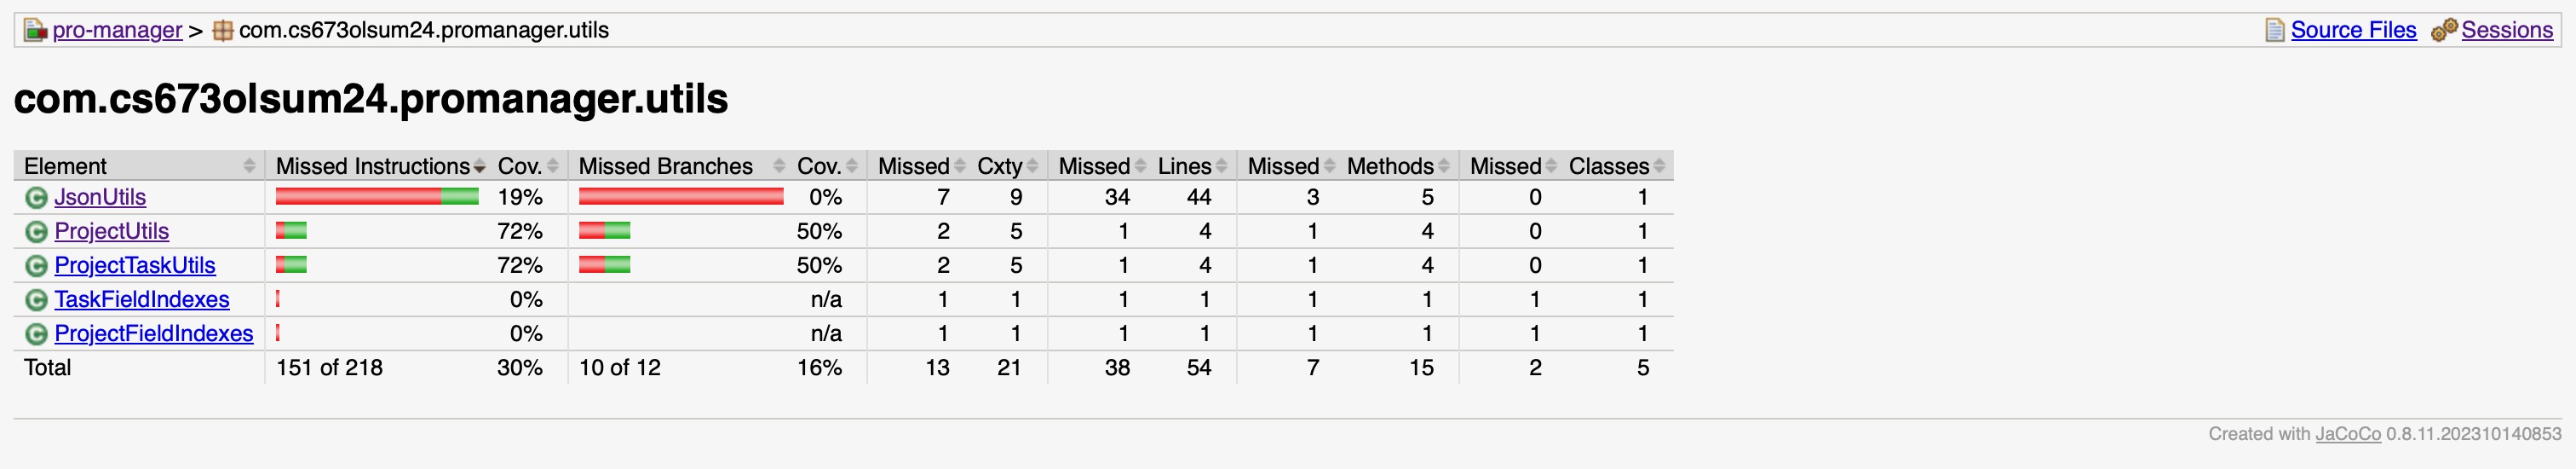 pro-manager > com.cs673olsum24.promanager.utils Source Files Sessions
com.cs673olsum24.promanager.utils
Element Missed Instructions Cov. Missed Branches Cov. Missed Cxty Missed Lines Missed Methods Missed Classes
JsonUtils 19% 0% 7 9 34 44 3 5 0 1
ProjectUtils 72% 50% 2 5 1 4 1 4 0 1
ProjectTaskUtils 72% 50% 2 5 1 4 1 4 0 1
TaskFieldIndexes 0% n/a 1 1 1 1 1 1 1 1
ProjectFieldIndexes 0% n/a 1 1 1 1 1 1 1 1
Total 151 of 218 30% 10 of 12 16% 13 21 38 54 7 15 2 5
Created with JaCoCo 0.8.11.202310140853